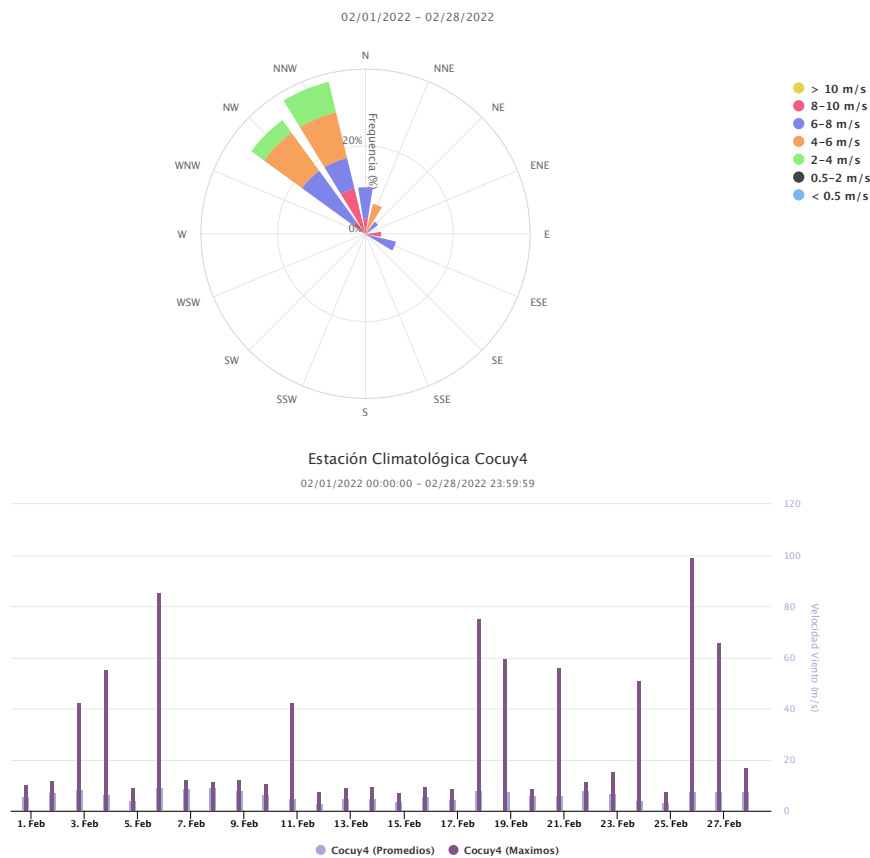 02/01/2022 – 02/28/2022
N
NNE
NE
ENE
E
ESE
SE
SSE
S
SSW
SW
WSW
W
WNW
NW
NNW
Frequencia (%)
20%
0%
> 10 m/s
8–10 m/s
6–8 m/s
4–6 m/s
2–4 m/s
0.5–2 m/s
< 0.5 m/s
Estación Climatológica Cocuy4
02/01/2022 00:00:00 – 02/28/2022 23:59:59
120
100
80
60
40
20
0
Velocidad Viento (m/s)
1. Feb 3. Feb 5. Feb 7. Feb 9. Feb 11. Feb 13. Feb 15. Feb 17. Feb 19. Feb 21. Feb 23. Feb 25. Feb 27. Feb
Cocuy4 (Promedios) Cocuy4 (Maximos)